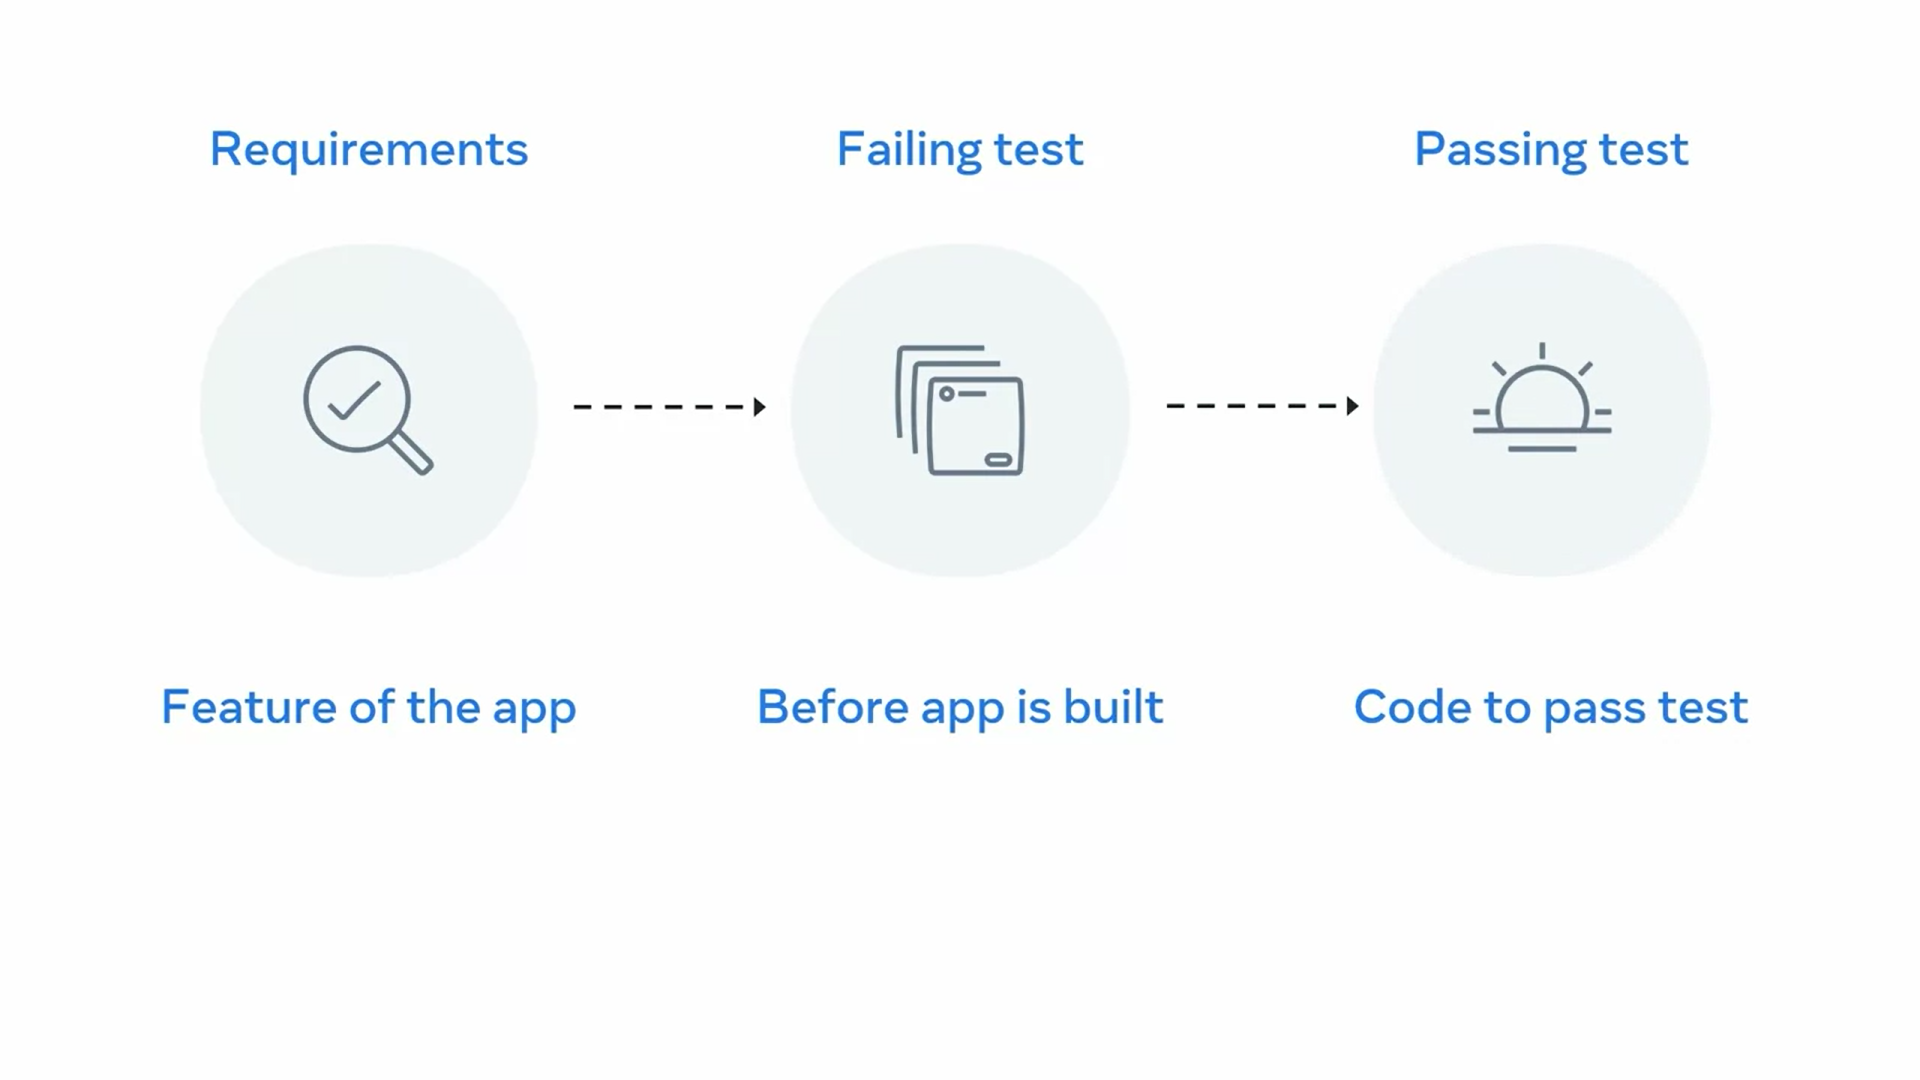 Requirements
Failing test
Passing test
Feature of the app
Before app is built
Code to pass test